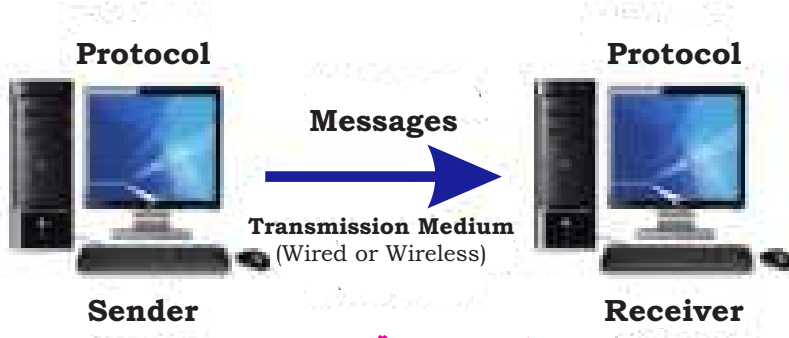 Protocol
Protocol
Messages
Transmission Medium
(Wired or Wireless)
Sender
Receiver